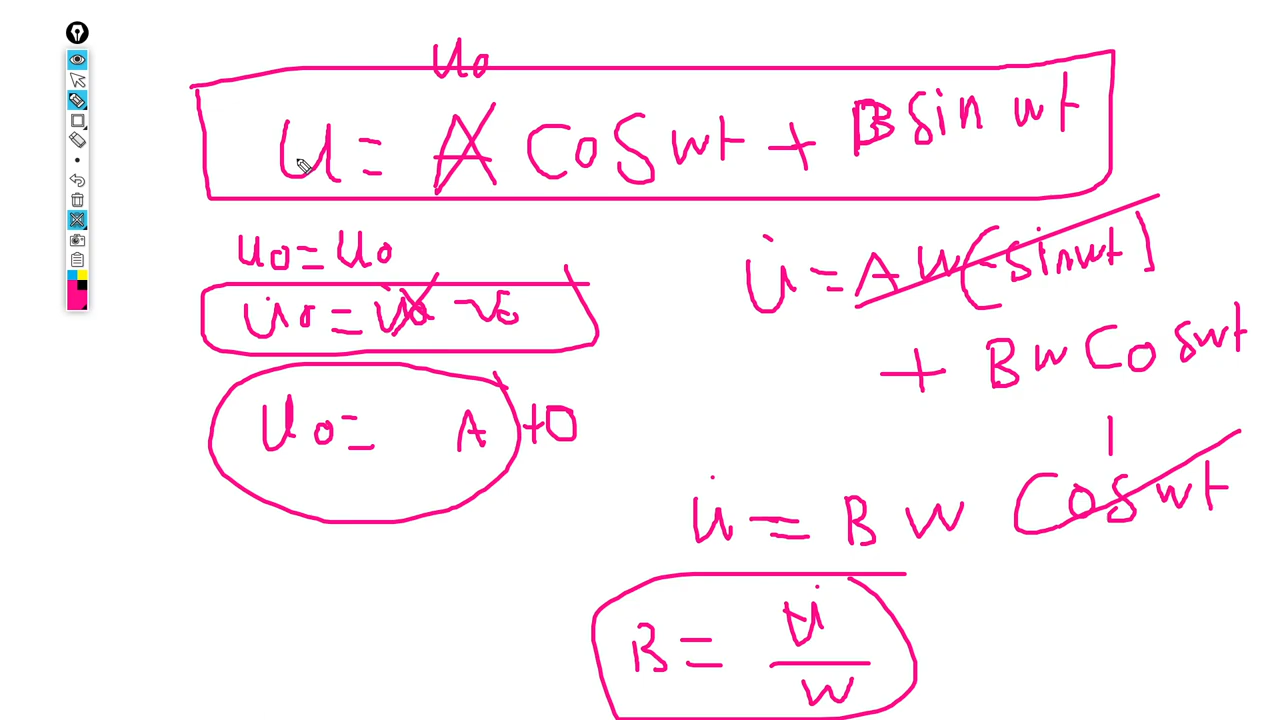 u0
u = A cos wt + B sin wt
u0 = u0
u̇0 = u̇0 v0
u0 = A + 0
u̇ = A w (- sin wt)
+ B w cos wt
1
u̇ = B w cos wt
B = u̇ / w